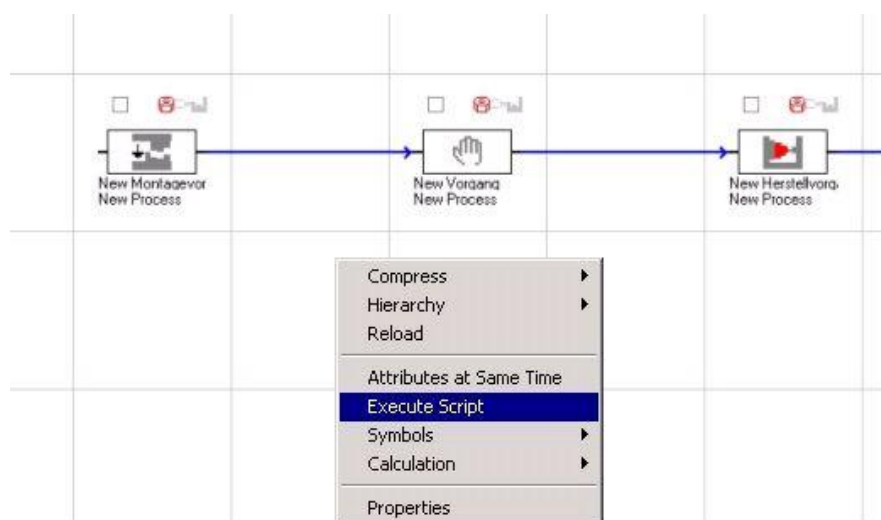 New Montagevor
New Process
New Vorgang
New Process
New Herstellvorg.
New Process
Compress
Hierarchy
Reload
Attributes at Same Time
Execute Script
Symbols
Calculation
Properties